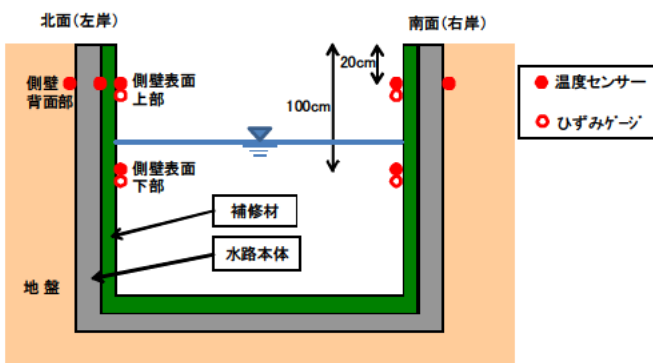 北面(左岸)
南面(右岸)
側壁
背面部
側壁表面
上部
20cm
100cm
温度センサー
ひずみゲージ
側壁表面
下部
補修材
水路本体
地盤